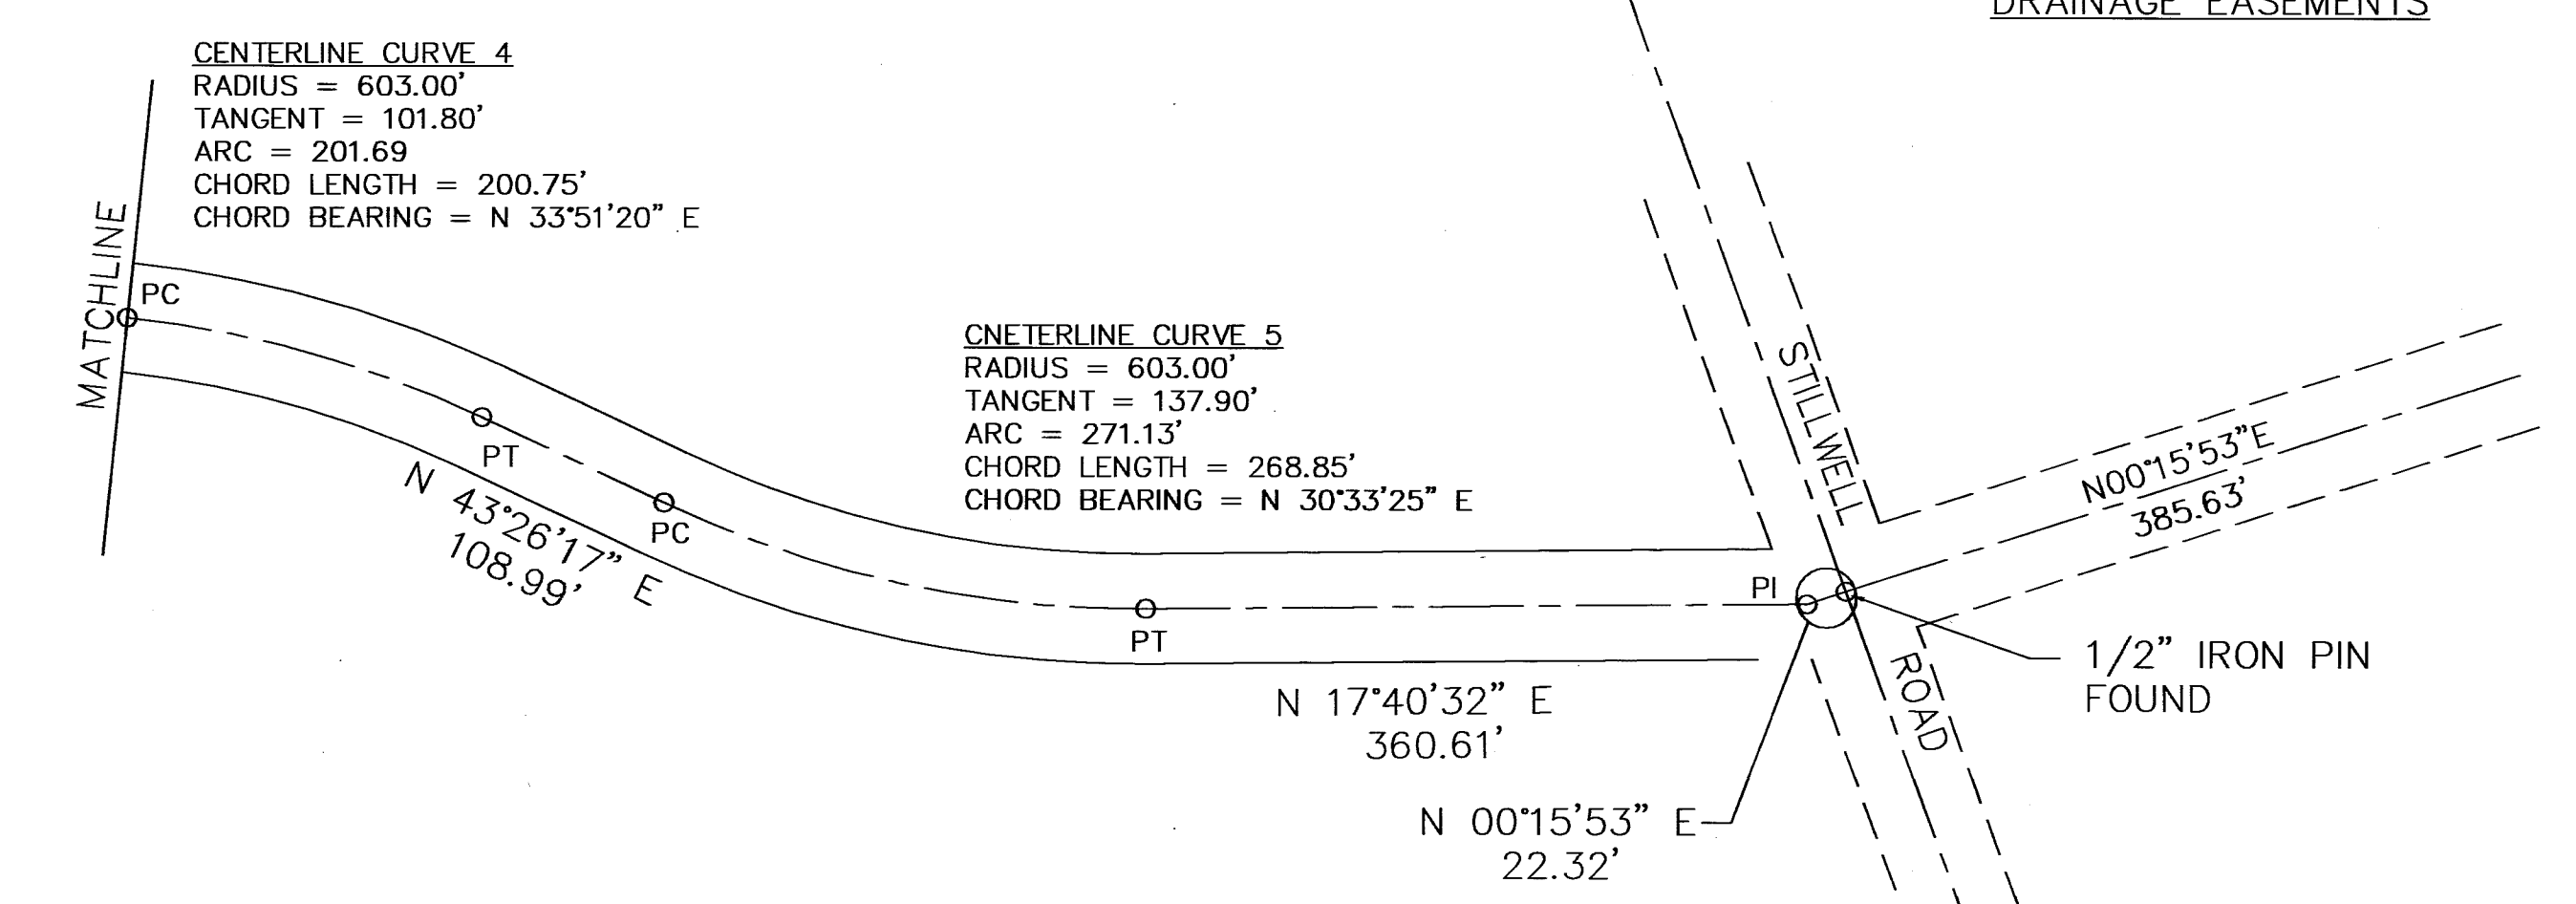 DRAINAGE EASEMENTS
CENTERLINE CURVE 4
RADIUS = 603.00'
TANGENT = 101.80'
ARC = 201.69
CHORD LENGTH = 200.75'
CHORD BEARING = N 33°51'20" E
MATCHLINE
PC
PT
N 43°26'17" E
108.99'
PC
CNETERLINE CURVE 5
RADIUS = 603.00'
TANGENT = 137.90'
ARC = 271.13'
CHORD LENGTH = 268.85'
CHORD BEARING = N 30°33'25" E
PT
N 17°40'32" E
360.61'
PI
STILLWELL
ROAD
N00°15'53"E
385.63'
1/2" IRON PIN
FOUND
N 00°15'53" E
22.32'